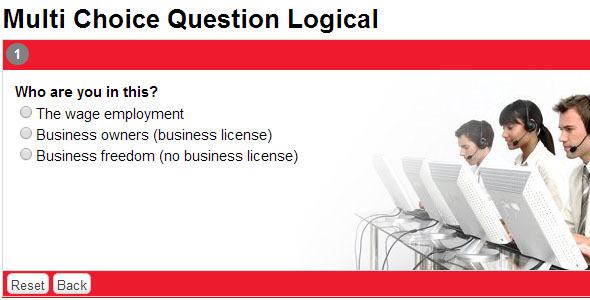 Multi Choice Question Logical
1
Who are you in this?
The wage employment
Business owners (business license)
Business freedom (no business license)
Reset Back